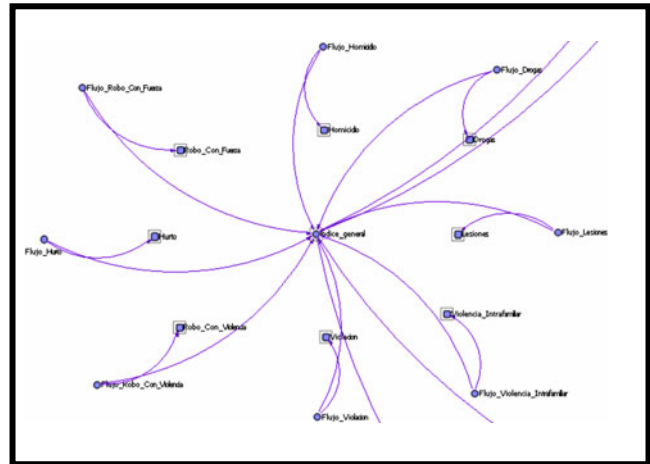 Flujo_Homicidio
Flujo_Drogas
Flujo_Robo_Con_Fuerza
Homicidio
Drogas
Robo_Con_Fuerza
Indice_general
Hurto
Lesiones
Flujo_Lesiones
Flujo_Hurto
Violencia_Intrafamiliar
Robo_Con_Violencia
Violacion
Flujo_Robo_Con_Violencia
Flujo_Violencia_Intrafamiliar
Flujo_Violacion